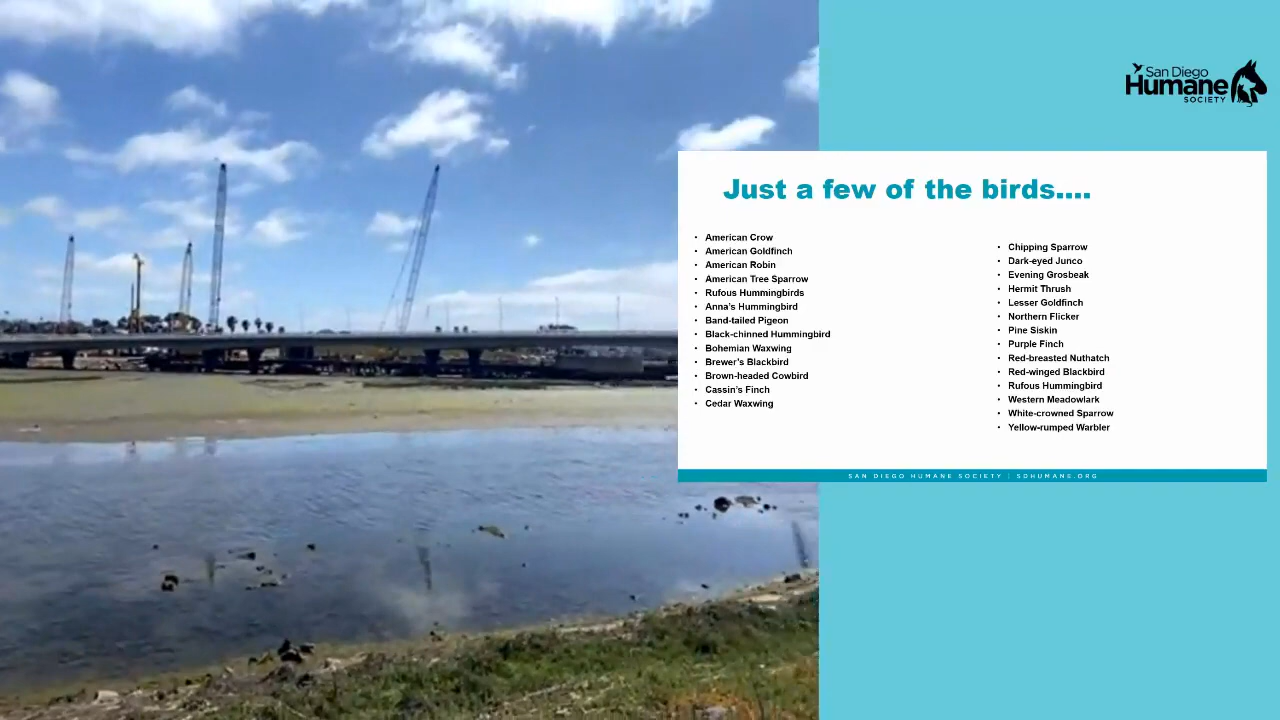 San Diego
Humane
SOCIETY
Just a few of the birds....
• American Crow
• American Goldfinch
• American Robin
• American Tree Sparrow
• Rufous Hummingbirds
• Anna's Hummingbird
• Band-tailed Pigeon
• Black-chinned Hummingbird
• Bohemian Waxwing
• Brewer's Blackbird
• Brown-headed Cowbird
• Cassin's Finch
• Cedar Waxwing
• Chipping Sparrow
• Dark-eyed Junco
• Evening Grosbeak
• Hermit Thrush
• Lesser Goldfinch
• Northern Flicker
• Pine Siskin
• Purple Finch
• Red-breasted Nuthatch
• Red-winged Blackbird
• Rufous Hummingbird
• Western Meadowlark
• White-crowned Sparrow
• Yellow-rumped Warbler
SAN DIEGO HUMANE SOCIETY | SDHUMANE.ORG